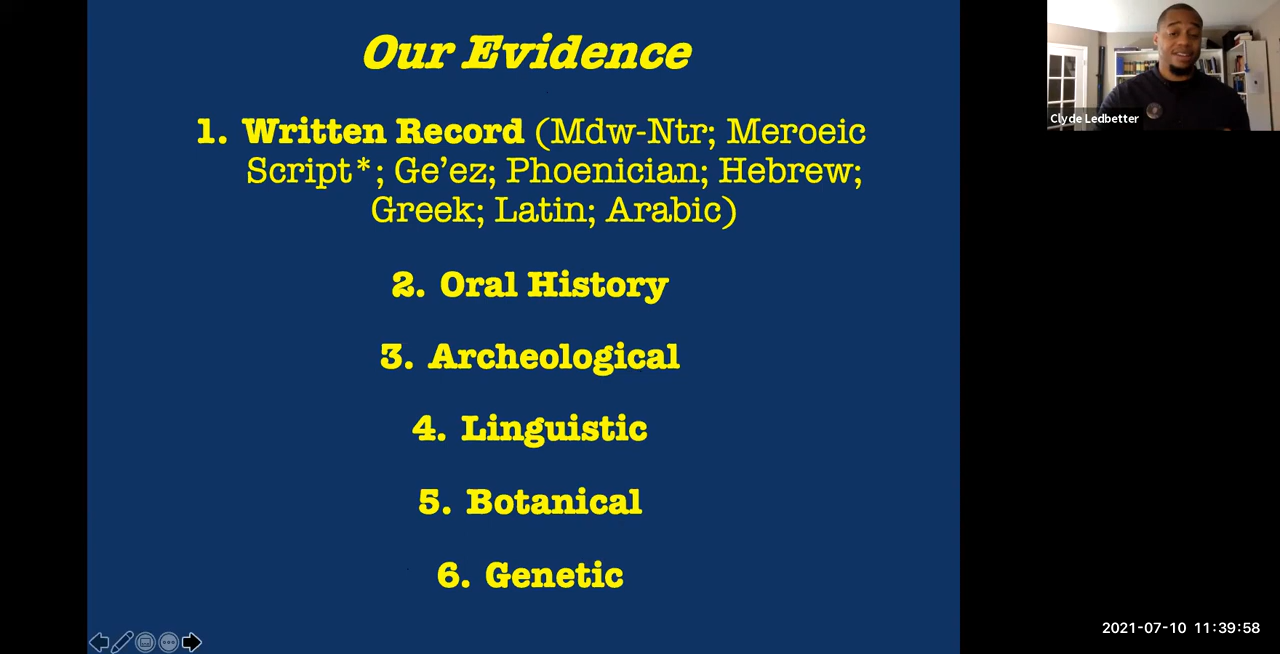 Our Evidence
1. Written Record (Mdw-Ntr; Meroeic
Script*; Ge’ez; Phoenician; Hebrew;
Greek; Latin; Arabic)
2. Oral History
3. Archeological
4. Linguistic
5. Botanical
6. Genetic
Clyde Ledbetter
2021-07-10 11:39:58